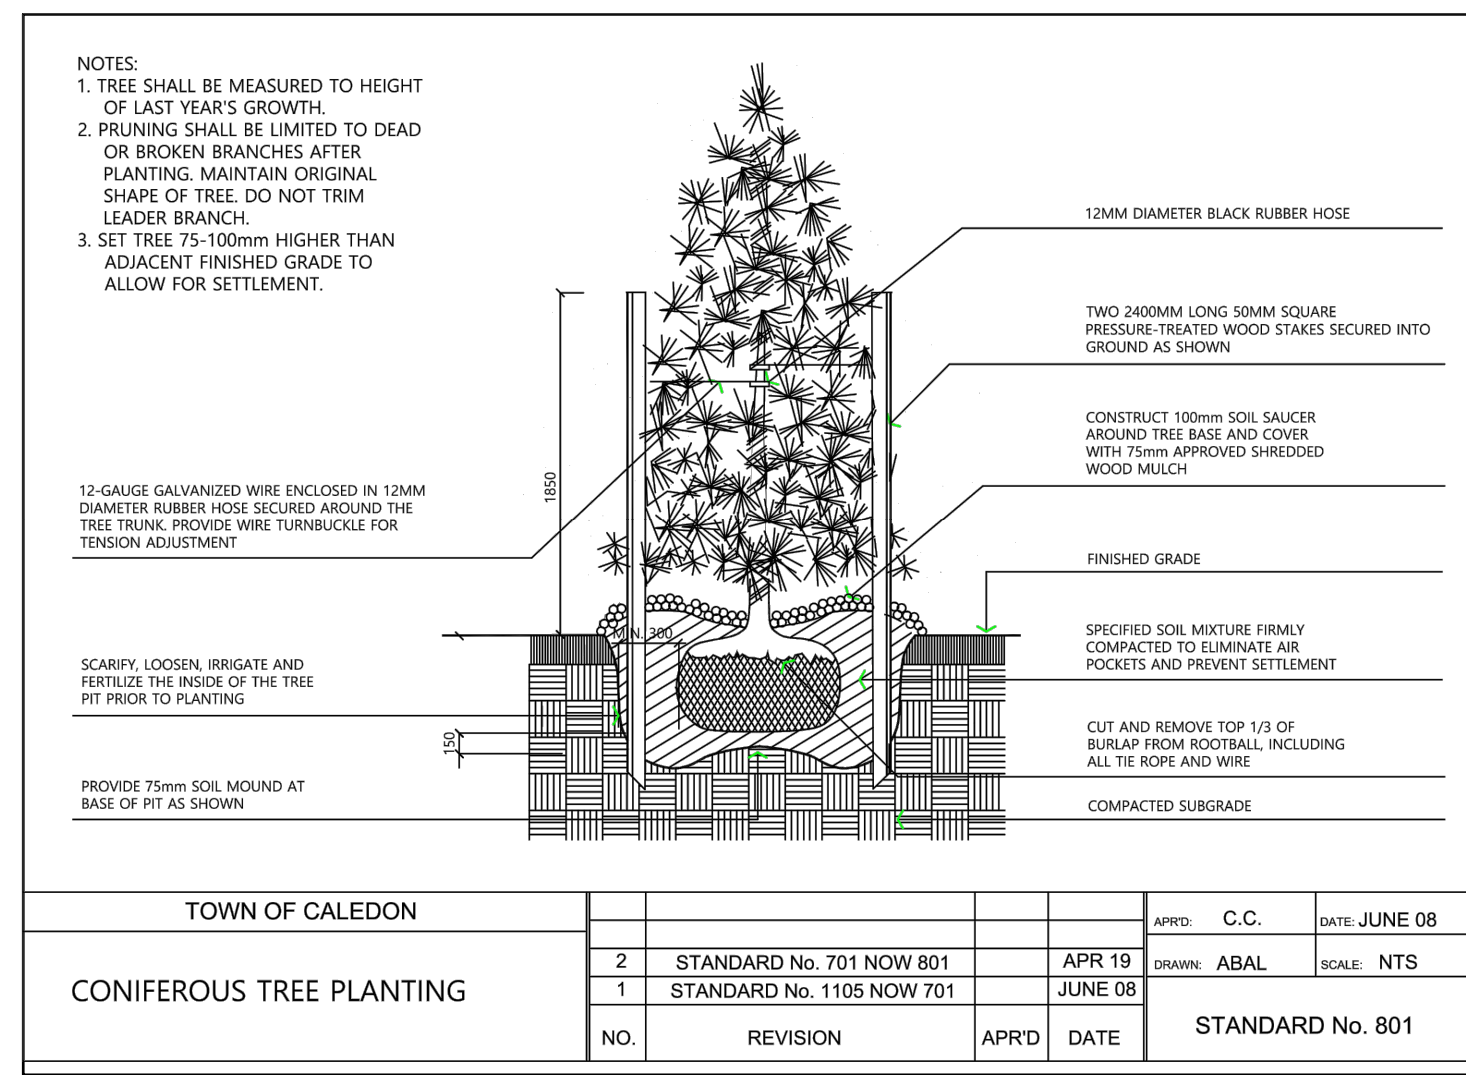 NOTES:
1. TREE SHALL BE MEASURED TO HEIGHT
OF LAST YEAR'S GROWTH.
2. PRUNING SHALL BE LIMITED TO DEAD
OR BROKEN BRANCHES AFTER
PLANTING. MAINTAIN ORIGINAL
SHAPE OF TREE. DO NOT TRIM
LEADER BRANCH.
3. SET TREE 75-100mm HIGHER THAN
ADJACENT FINISHED GRADE TO
ALLOW FOR SETTLEMENT.
12-GAUGE GALVANIZED WIRE ENCLOSED IN 12MM
DIAMETER RUBBER HOSE SECURED AROUND THE
TREE TRUNK. PROVIDE WIRE TURNBUCKLE FOR
TENSION ADJUSTMENT
SCARIFY, LOOSEN, IRRIGATE AND
FERTILIZE THE INSIDE OF THE TREE
PIT PRIOR TO PLANTING
PROVIDE 75mm SOIL MOUND AT
BASE OF PIT AS SHOWN
1850
MIN. 300
150
12MM DIAMETER BLACK RUBBER HOSE
TWO 2400MM LONG 50MM SQUARE
PRESSURE-TREATED WOOD STAKES SECURED INTO
GROUND AS SHOWN
CONSTRUCT 100mm SOIL SAUCER
AROUND TREE BASE AND COVER
WITH 75mm APPROVED SHREDDED
WOOD MULCH
FINISHED GRADE
SPECIFIED SOIL MIXTURE FIRMLY
COMPACTED TO ELIMINATE AIR
POCKETS AND PREVENT SETTLEMENT
CUT AND REMOVE TOP 1/3 OF
BURLAP FROM ROOTBALL, INCLUDING
ALL TIE ROPE AND WIRE
COMPACTED SUBGRADE
TOWN OF CALEDON
CONIFEROUS TREE PLANTING
2 STANDARD No. 701 NOW 801 APR 19
1 STANDARD No. 1105 NOW 701 JUNE 08
NO. REVISION APR'D DATE
APR'D: C.C. DATE: JUNE 08
DRAWN: ABAL SCALE: NTS
STANDARD No. 801